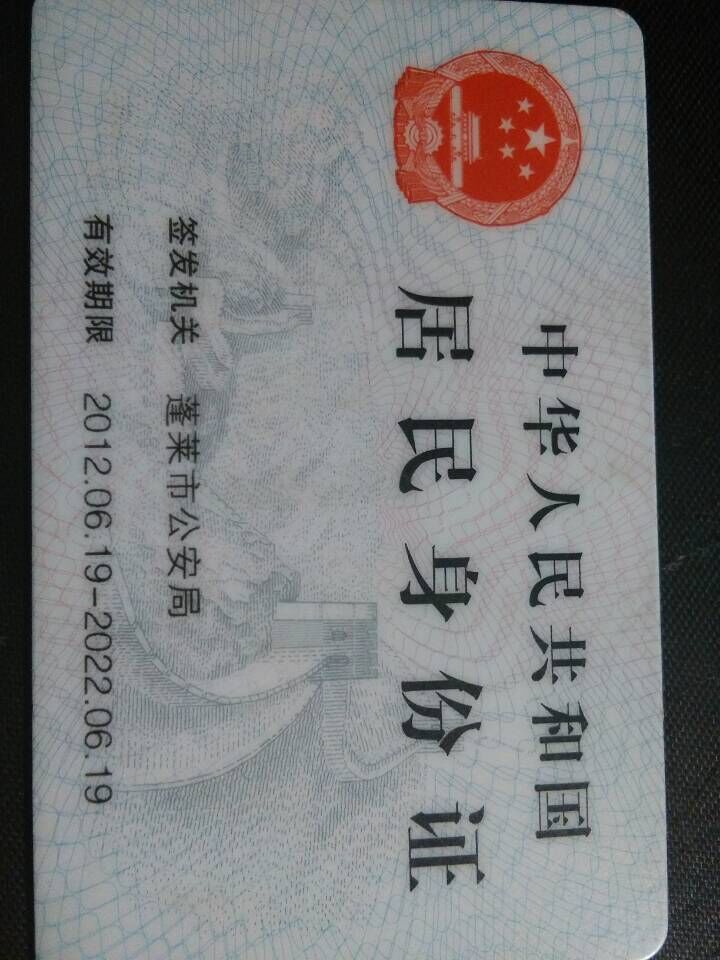 中华人民共和国
居民身份证
签发机关 蓬莱市公安局
有效期限 2012.06.19-2022.06.19